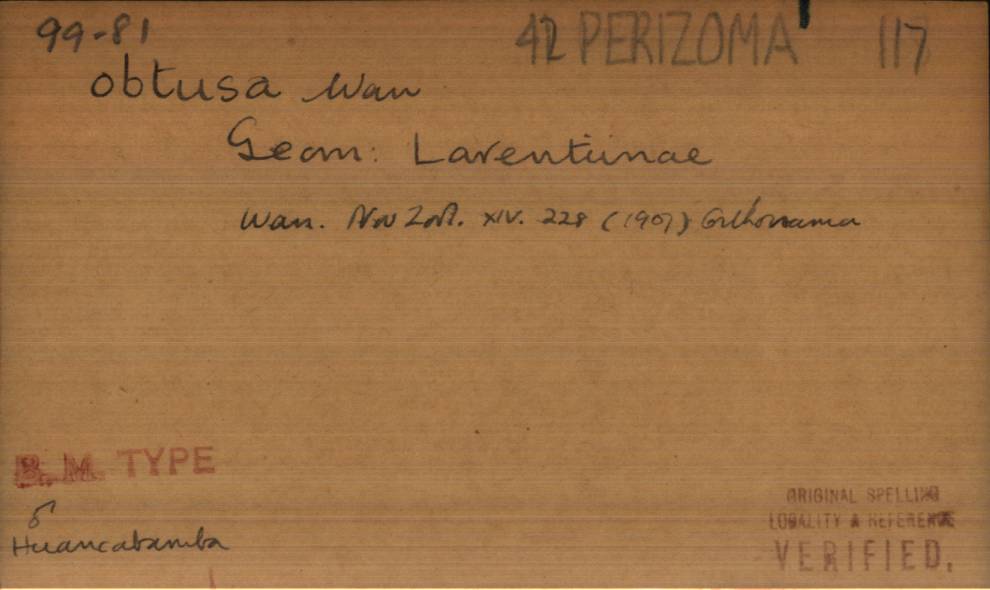 99-81 42 PERIZOMA 117
obtusa Warr
Geom: Larentiinae
Warr. Nov Zool. XIV. 228 (1907) Orthonama
B. M. TYPE
♂
Huancabamba
ORIGINAL SPELLING
LOCALITY & REFERENCE
VERIFIED.